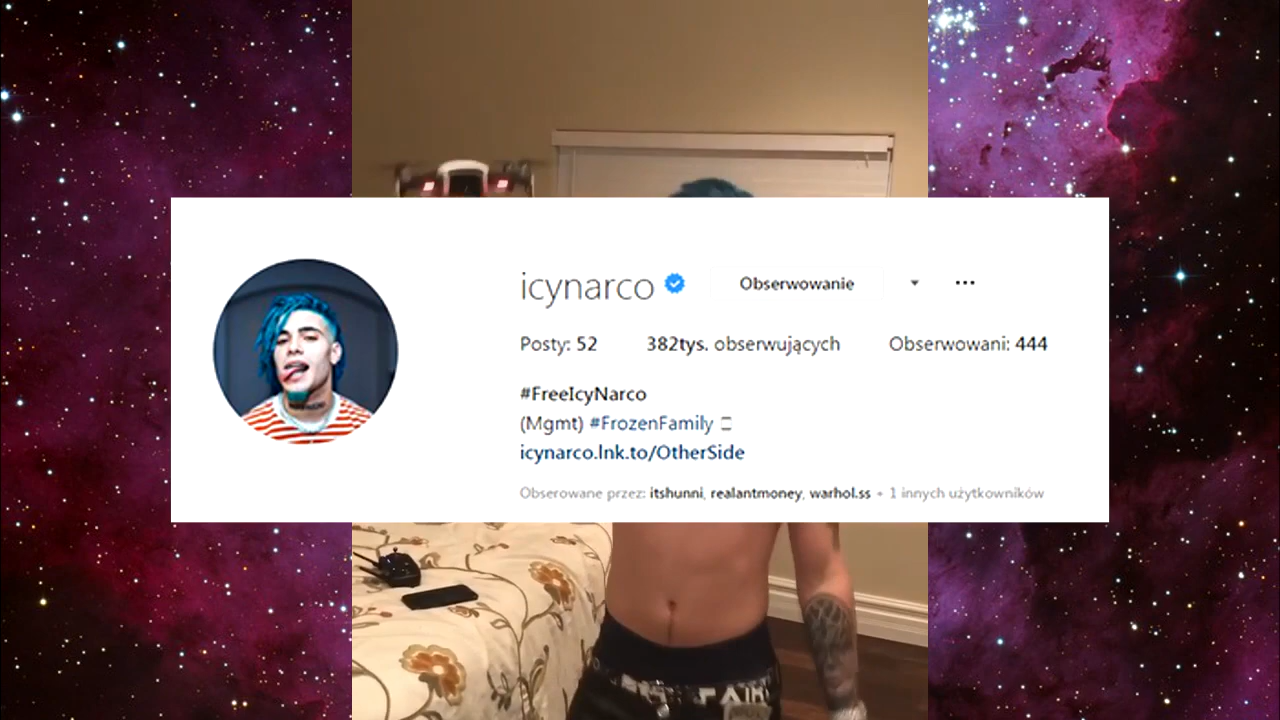 icynarco Obserwowanie
Posty: 52 382tys. obserwujących Obserwowani: 444
#FreeIcyNarco
(Mgmt) #FrozenFamily
icynarco.lnk.to/OtherSide
Obserowane przez: itshunni, realantmoney, warhol.ss • 1 innych użytkowników